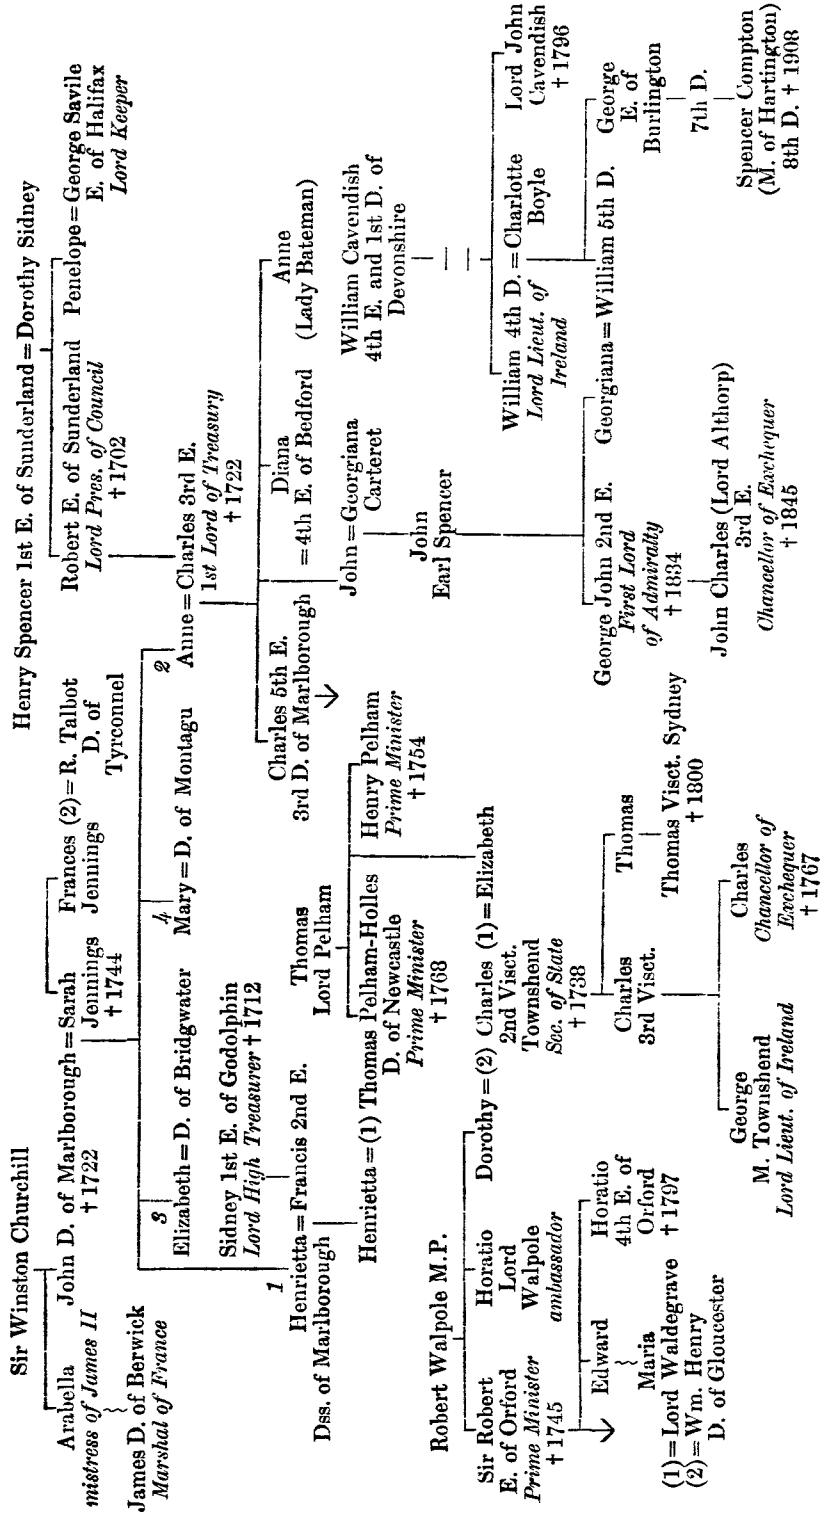 Sir Winston Churchill
Henry Spencer 1st E. of Sunderland = Dorothy Sidney
Arabella
mistress of James II
John D. of Marlborough = Sarah
† 1722
Jennings
† 1744
Frances (2) = R. Talbot
Jennings
D. of
Tyrconnel
Robert E. of Sunderland
Lord Pres. of Council
† 1702
Penelope = George Savile
E. of Halifax
Lord Keeper
James D. of Berwick
Marshal of France
3
Elizabeth = D. of Bridgwater
4
Mary = D. of Montagu
2
Anne = Charles 3rd E.
1st Lord of Treasury
† 1722
Sidney 1st E. of Godolphin
Lord High Treasurer † 1712
1
Henrietta = Francis 2nd E.
Dss. of Marlborough
Charles 5th E.
3rd D. of Marlborough
Diana
= 4th E. of Bedford
Anne
(Lady Bateman)
Thomas
Lord Pelham
John = Georgiana
Carteret
William Cavendish
4th E. and 1st D. of
Devonshire
Henrietta = (1) Thomas Pelham-Holles
D. of Newcastle
Prime Minister
† 1768
Henry Pelham
Prime Minister
† 1754
John
Earl Spencer
Robert Walpole M.P.
Sir Robert
E. of Orford
Prime Minister
† 1745
Horatio
Lord
Walpole
ambassador
Dorothy = (2) Charles (1) = Elizabeth
2nd Visct.
Townshend
Sec. of State
† 1738
William 4th D. = Charlotte
Lord Lieut. of
Ireland
Boyle
Lord John
Cavendish
† 1796
Edward
Horatio
4th E. of
Orford
† 1797
Charles
3rd Visct.
Thomas
George John 2nd E.
First Lord
of Admiralty
† 1834
Georgiana = William 5th D.
George
E. of
Burlington
Maria
(1) = Lord Waldegrave
(2) = Wm. Henry
D. of Gloucester
Thomas Visct. Sydney
† 1800
7th D.
George
M. Townshend
Lord Lieut. of Ireland
Charles
Chancellor of
Exchequer
† 1767
John Charles (Lord Althorp)
3rd E.
Chancellor of Exchequer
† 1845
Spencer Compton
(M. of Hartington)
8th D. † 1908